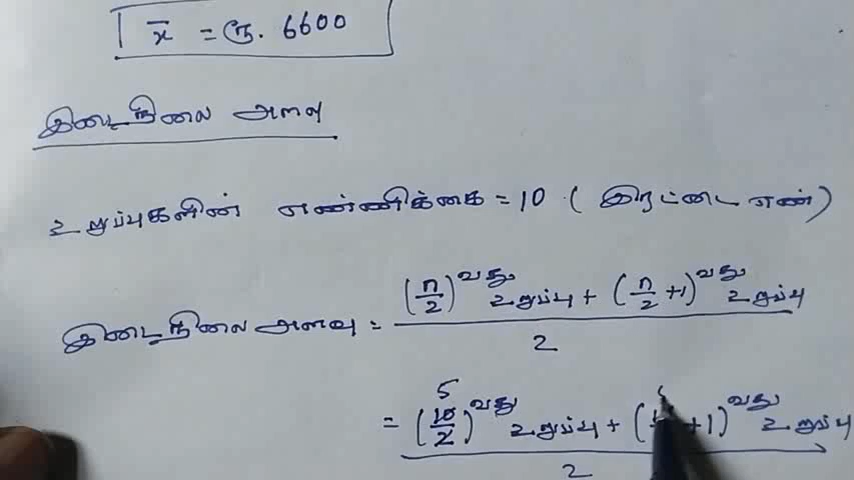 x̄ = ரூ. 6600
இடைநிலை அளவு
உறுப்புகளின் எண்ணிக்கை = 10 ( இரட்டை எண்)
இடைநிலை அளவு = ((n/2)வது உறுப்பு + (n/2 +1)வது உறுப்பு) / 2
5
= ((10/2)வது உறுப்பு + ( +1)வது உறுப்பு) / 2